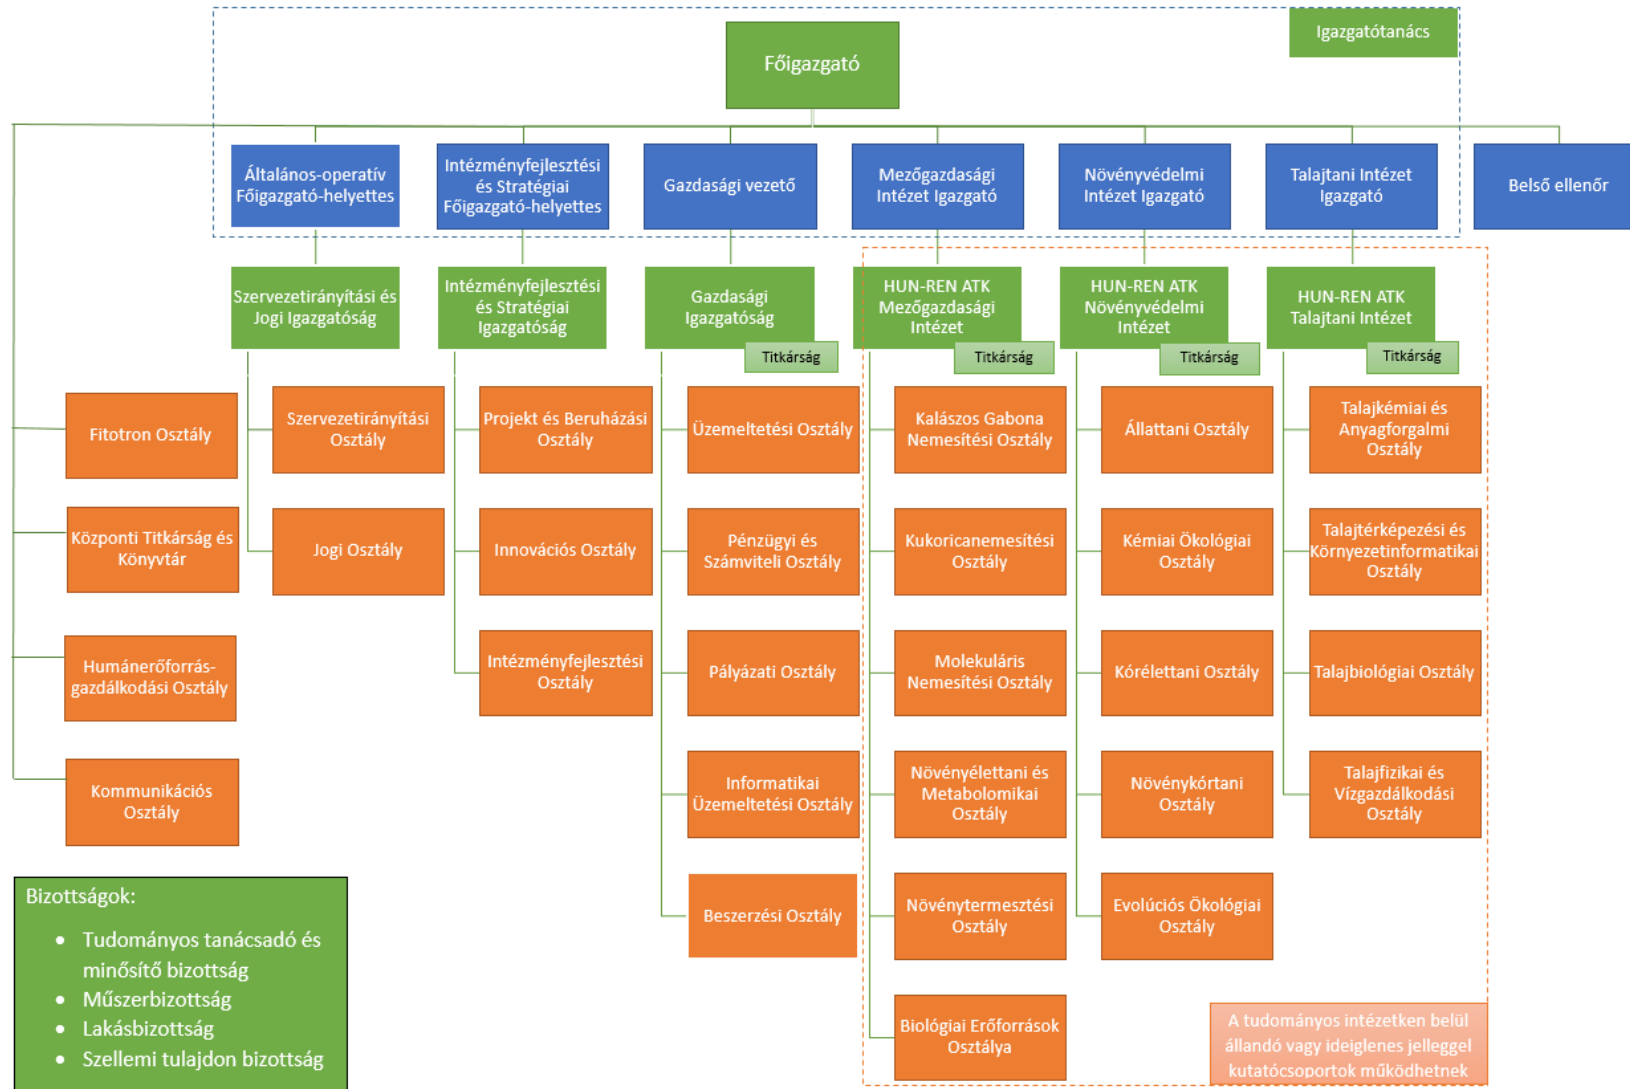 Igazgatótanács
Főigazgató
Általános-operatív
Főigazgató-helyettes
Intézményfejlesztési
és Stratégiai
Főigazgató-helyettes
Gazdasági vezető
Mezőgazdasági
Intézet Igazgató
Növényvédelmi
Intézet Igazgató
Talajtani Intézet
Igazgató
Belső ellenőr
Szervezetirányítási és
Jogi Igazgatóság
Intézményfejlesztési
és Stratégiai
Igazgatóság
Gazdasági
Igazgatóság
Titkárság
HUN-REN ATK
Mezőgazdasági
Intézet
Titkárság
HUN-REN ATK
Növényvédelmi
Intézet
Titkárság
HUN-REN ATK
Talajtani Intézet
Titkárság
Fitotron Osztály
Központi Titkárság és
Könyvtár
Humánerőforrás-
gazdálkodási Osztály
Kommunikációs
Osztály
Szervezetirányítási
Osztály
Jogi Osztály
Projekt és Beruházási
Osztály
Innovációs Osztály
Intézményfejlesztési
Osztály
Üzemeltetési Osztály
Pénzügyi és
Számviteli Osztály
Pályázati Osztály
Informatikai
Üzemeltetési Osztály
Beszerzési Osztály
Kalászos Gabona
Nemesítési Osztály
Kukoricanemesítési
Osztály
Molekuláris
Nemesítési Osztály
Növényélettani és
Metabolomikai
Osztály
Növénytermesztési
Osztály
Biológiai Erőforrások
Osztálya
Állattani Osztály
Kémiai Ökológiai
Osztály
Kórélettani Osztály
Növénykórtani
Osztály
Evolúciós Ökológiai
Osztály
Talajkémiai és
Anyagforgalmi
Osztály
Talajtérképezési és
Környezetinformatikai
Osztály
Talajbiológiai Osztály
Talajfizikai és
Vízgazdálkodási
Osztály
Bizottságok:
• Tudományos tanácsadó és
minősítő bizottság
• Műszerbizottság
• Lakásbizottság
• Szellemi tulajdon bizottság
A tudományos intézetken belül
állandó vagy ideiglenes jelleggel
kutatócsoportok működhetnek